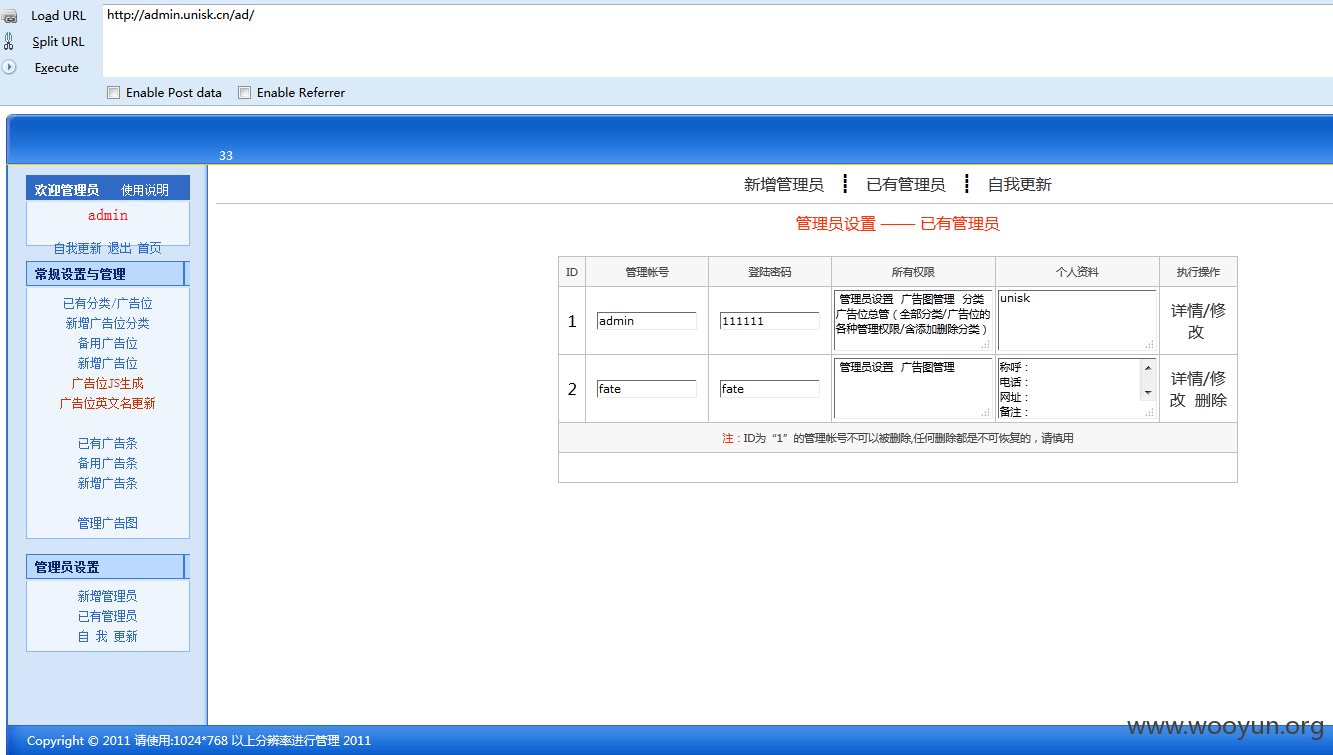 Load URL
http://admin.unisk.cn/ad/
Split URL
Execute
Enable Post data Enable Referrer
33
欢迎管理员 使用说明
admin
自我更新 退出 首页
常规设置与管理
已有分类/广告位
新增广告位分类
备用广告位
新增广告位
广告位JS生成
广告位英文名更新
已有广告条
备用广告条
新增广告条
管理广告图
管理员设置
新增管理员
已有管理员
自 我 更新
新增管理员 已有管理员 自我更新
管理员设置 —— 已有管理员
ID 管理帐号 登陆密码 所有权限 个人资料 执行操作
1 admin 111111
管理员设置 广告图管理 分类
广告位总管（全部分类/广告位的
各种管理权限/含添加删除分类）
unisk
详情/修
改
2 fate fate
管理员设置 广告图管理
称呼：
电话：
网址：
备注：
详情/修
改 删除
注：ID为“1”的管理帐号不可以被删除,任何删除都是不可恢复的，请慎用
www.wooyun.org
Copyright © 2011 请使用:1024*768 以上分辨率进行管理 2011